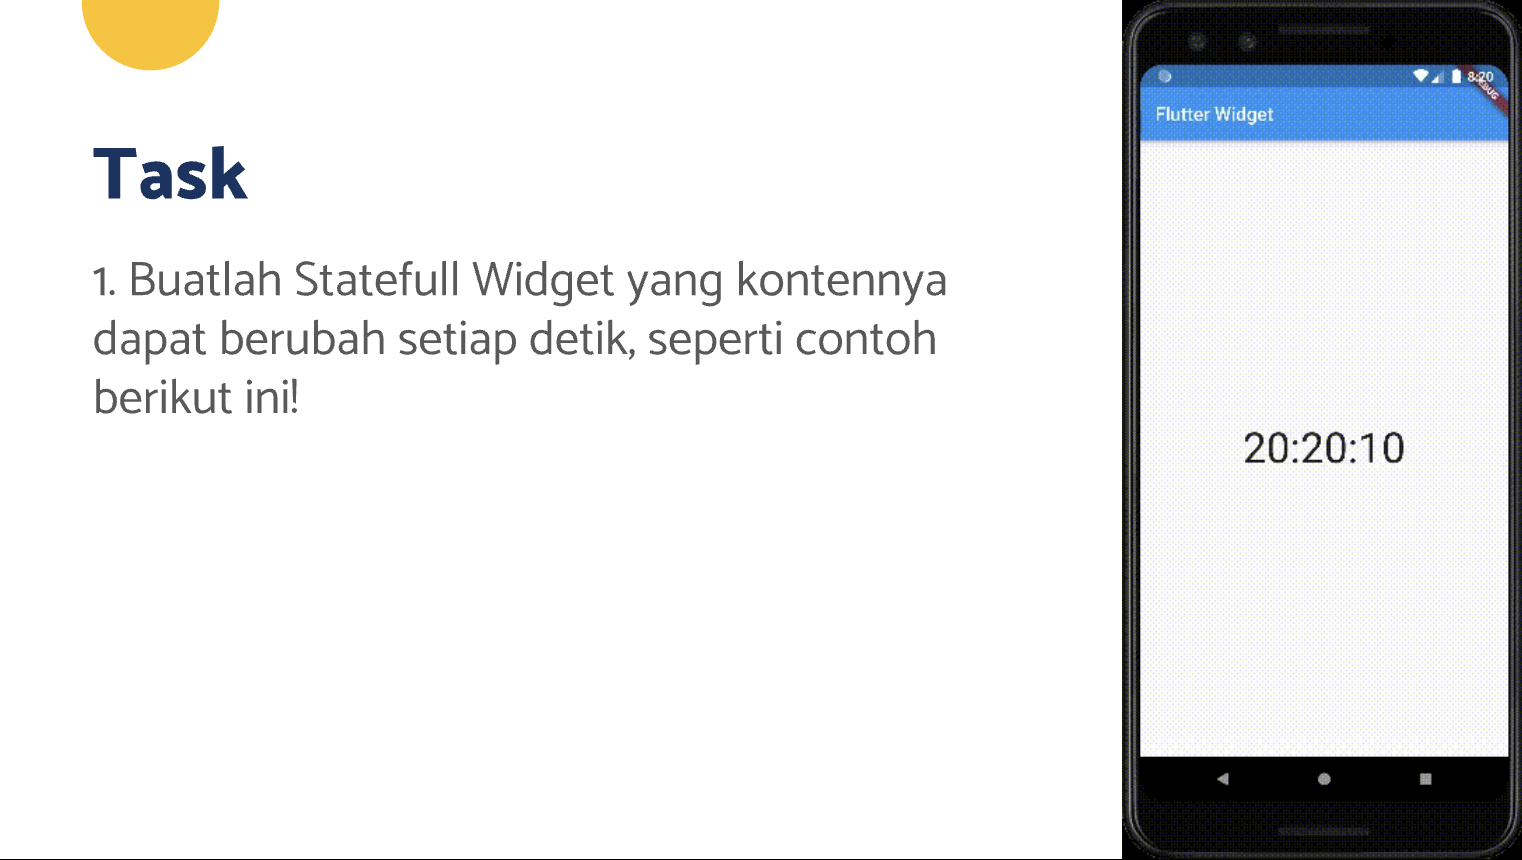 Task
1. Buatlah Statefull Widget yang kontennya
dapat berubah setiap detik, seperti contoh
berikut ini!
8:20
DEBUG
Flutter Widget
20:20:10